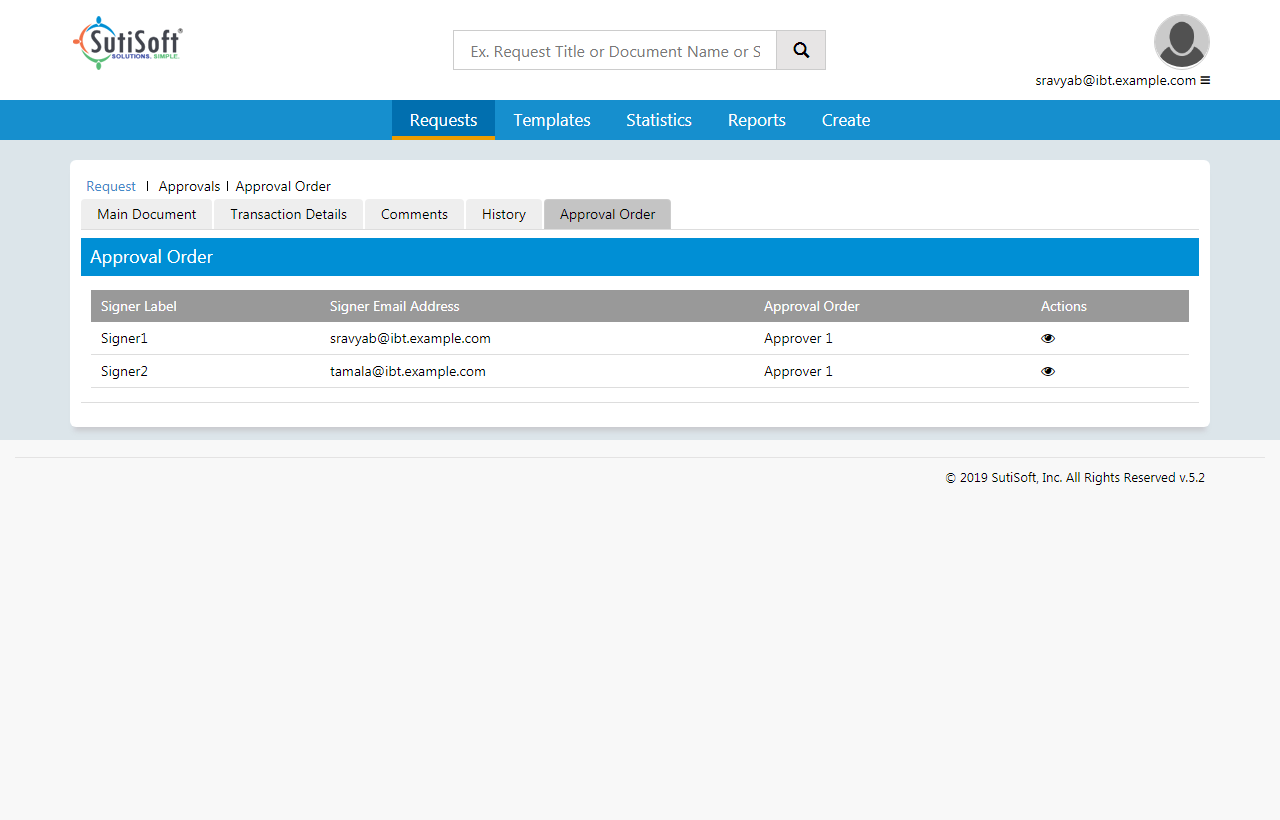 SutiSoft®
SOLUTIONS. SIMPLE.
Ex. Request Title or Document Name or S
sravyab@ibt.example.com
Requests Templates Statistics Reports Create
Request | Approvals | Approval Order
Main Document Transaction Details Comments History Approval Order
Approval Order
Signer Label Signer Email Address Approval Order Actions
Signer1 sravyab@ibt.example.com Approver 1
Signer2 tamala@ibt.example.com Approver 1
© 2019 SutiSoft, Inc. All Rights Reserved v.5.2